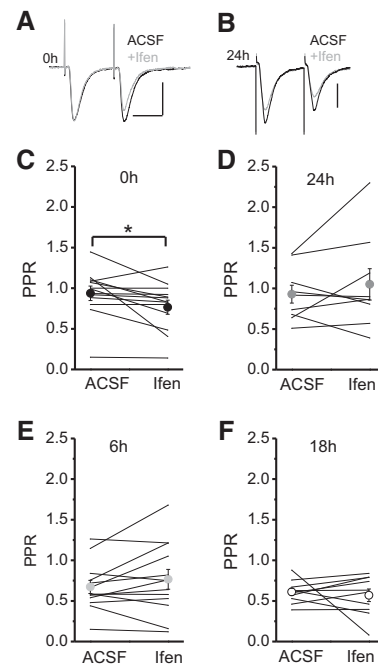 A
B
ACSF
+Ifen
0h
ACSF
+Ifen
24h
C
0h
D
24h
2.5
2.0
1.5
1.0
0.5
0.0
PPR
*
ACSF Ifen
2.5
2.0
1.5
1.0
0.5
0.0
PPR
ACSF Ifen
E
6h
F
18h
2.5
2.0
1.5
1.0
0.5
0.0
PPR
ACSF Ifen
2.5
2.0
1.5
1.0
0.5
0.0
PPR
ACSF Ifen